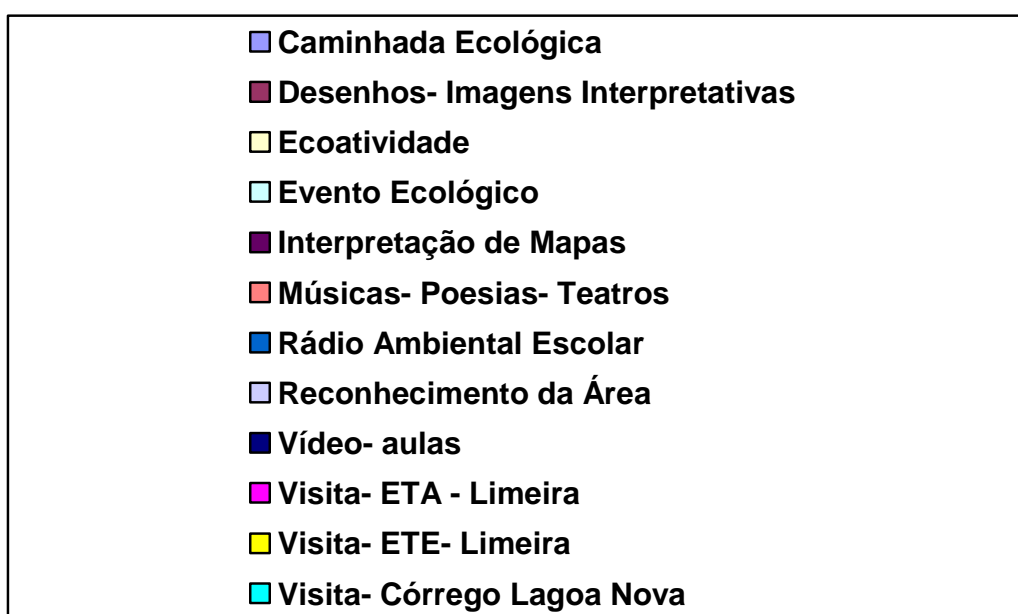 Caminhada Ecológica
Desenhos- Imagens Interpretativas
Ecoatividade
Evento Ecológico
Interpretação de Mapas
Músicas- Poesias- Teatros
Rádio Ambiental Escolar
Reconhecimento da Área
Vídeo- aulas
Visita- ETA - Limeira
Visita- ETE- Limeira
Visita- Córrego Lagoa Nova